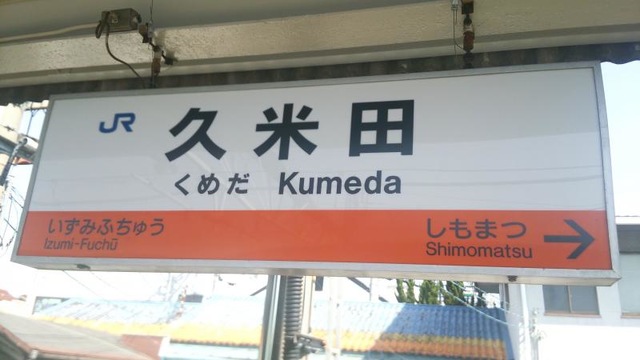 JR 久米田
くめだ Kumeda
いずみふちゅう しもまつ →
Izumi-Fuchū Shimomatsu